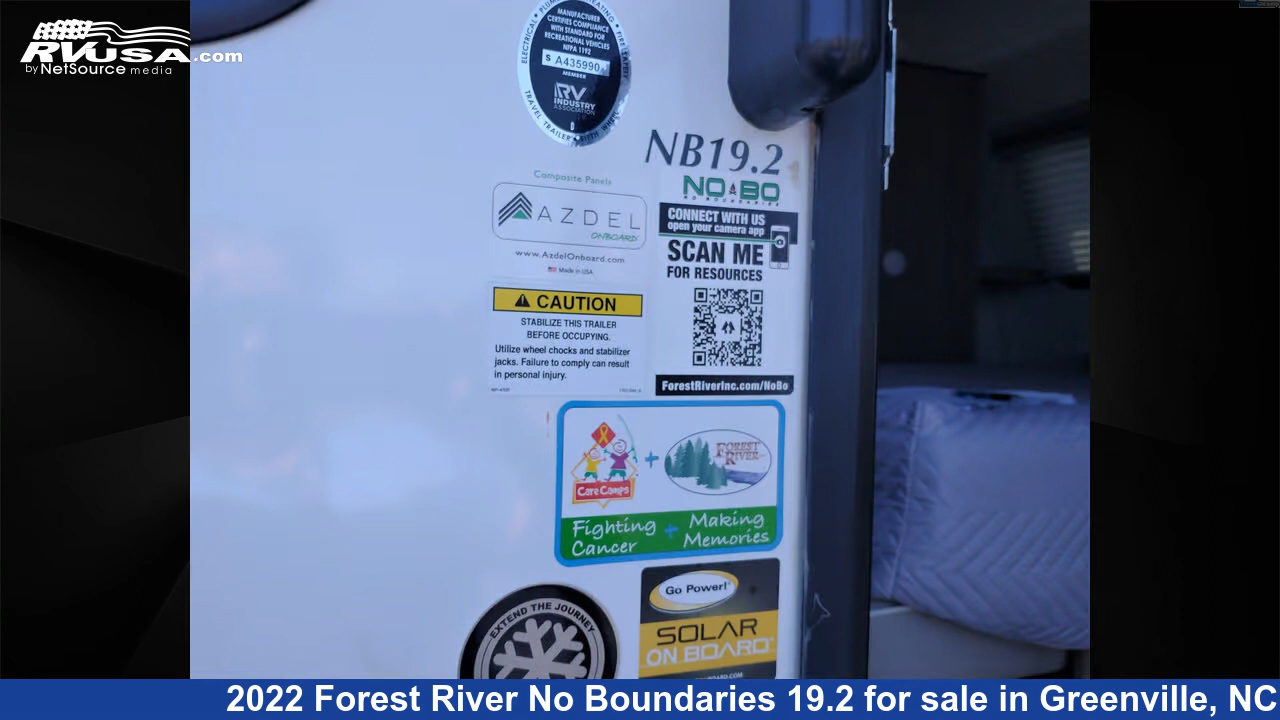 RVUSA.com
by NetSource media
ELECTRICAL • PLUMBING • HEATING • FIRE SAFETY
MANUFACTURER
CERTIFIES COMPLIANCE
WITH STANDARD FOR
RECREATIONAL VEHICLES
NFPA 1192
S A435990
MEMBER
RV
INDUSTRY
ASSOCIATION
TRAVEL TRAILER
NB19.2
NO BO
NO BOUNDARIES
Composite Panels
AZDEL
ONBOARD
www.AzdelOnboard.com
Made in USA
CONNECT WITH US
open your camera app
SCAN ME
FOR RESOURCES
ForestRiverInc.com/NoBo
CAUTION
STABILIZE THIS TRAILER
BEFORE OCCUPYING.
Utilize wheel chocks and stabilizer
jacks. Failure to comply can result
in personal injury.
Care Camps
+
FOREST
RIVER
Fighting + Making
Cancer Memories
EXTEND THE JOURNEY
Go Power!
SOLAR
ON BOARD
2022 Forest River No Boundaries 19.2 for sale in Greenville, NC